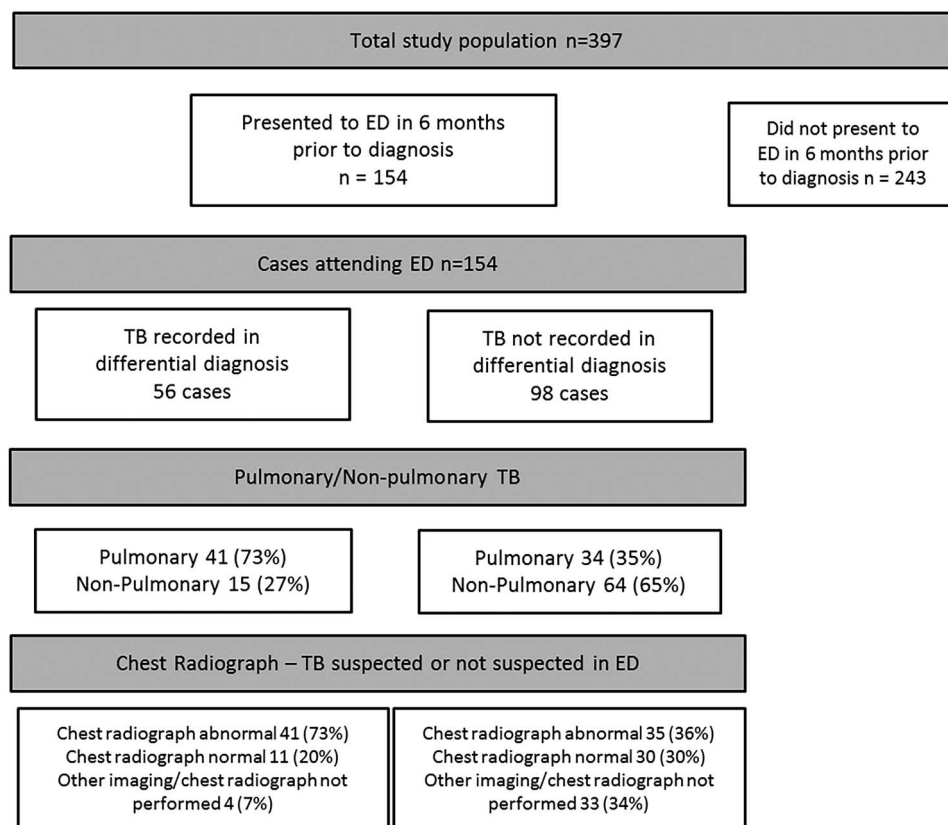 Total study population n=397
Presented to ED in 6 months
prior to diagnosis
n = 154
Did not present to
ED in 6 months prior
to diagnosis n = 243
Cases attending ED n=154
TB recorded in
differential diagnosis
56 cases
TB not recorded in
differential diagnosis
98 cases
Pulmonary/Non-pulmonary TB
Pulmonary 41 (73%)
Non-Pulmonary 15 (27%)
Pulmonary 34 (35%)
Non-Pulmonary 64 (65%)
Chest Radiograph – TB suspected or not suspected in ED
Chest radiograph abnormal 41 (73%)
Chest radiograph normal 11 (20%)
Other imaging/chest radiograph not
performed 4 (7%)
Chest radiograph abnormal 35 (36%)
Chest radiograph normal 30 (30%)
Other imaging/chest radiograph not
performed 33 (34%)